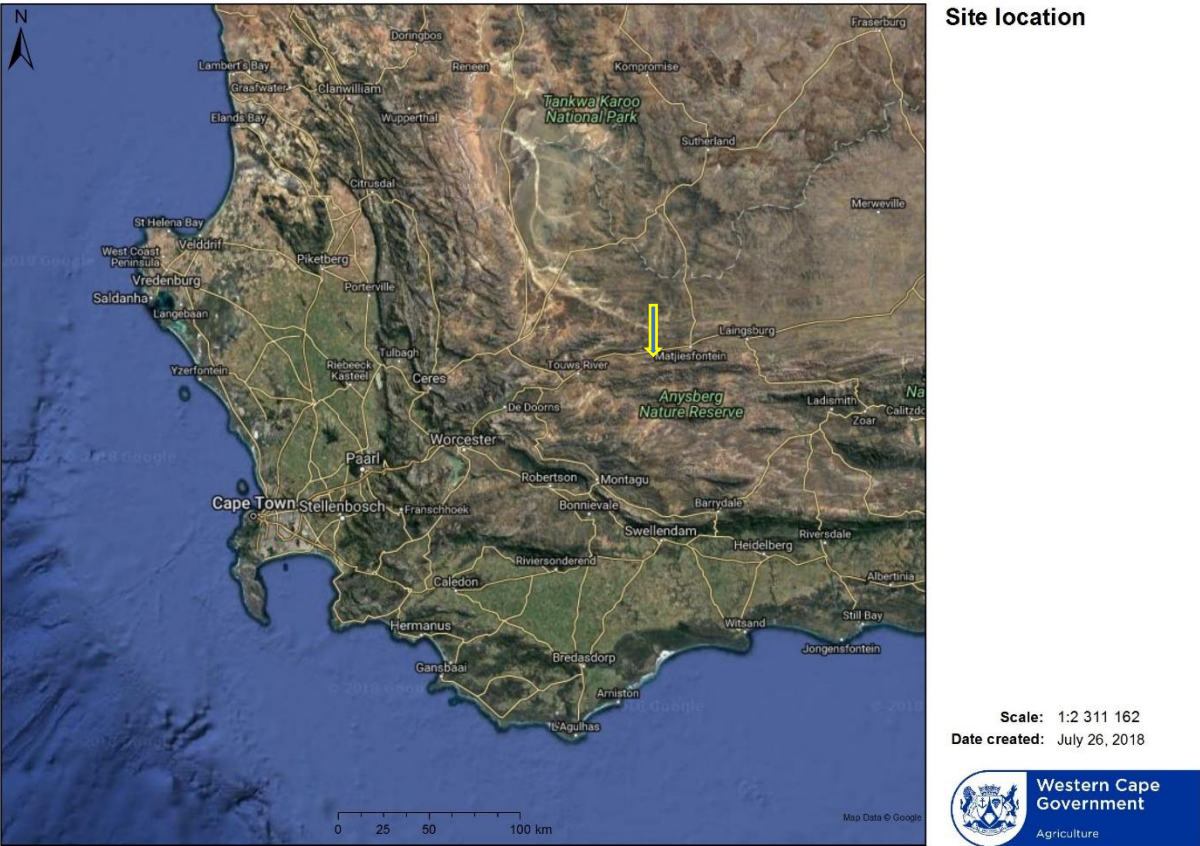 N
Site location
Fraserburg
Doringbos
Lambert's Bay
Reneen
Kompromise
Graafwater
Clanwilliam
Tankwa Karoo
National Park
Elands Bay
Wupperthal
Sutherland
Citrusdal
Merweville
St Helena Bay
Velddrif
West Coast
Peninsula
Piketberg
Vredenburg
Porterville
Saldanha
Langebaan
Laingsburg
Tulbagh
Matjiesfontein
Yzerfontein
Riebeeck
Kasteel
Ceres
Touws River
Anysberg
Nature Reserve
De Doorns
Ladismith
Na
Calitzdo
Zoar
Worcester
Paarl
Robertson
Montagu
Cape Town
Stellenbosch
Franschhoek
Bonnievale
Barrydale
Swellendam
Heidelberg
Riversdale
Riviersonderend
Caledon
Albertinia
Hermanus
Witsand
Still Bay
Jongensfontein
Gansbaai
Bredasdorp
Arniston
L'Agulhas
0 25 50 100 km
Map Data © Google
Scale: 1:2 311 162
Date created: July 26, 2018
Western Cape
Government
Agriculture